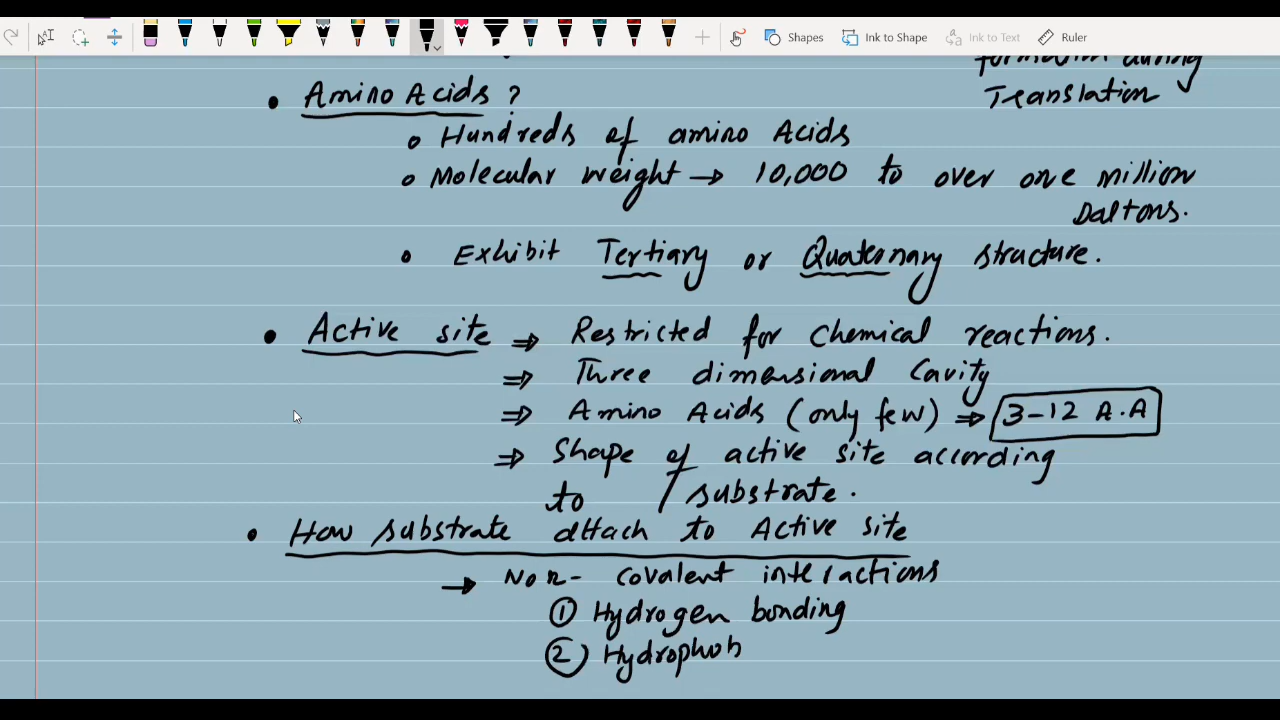 Shapes Ink to Shape Ink to Text Ruler
formation during
Translation
• Amino Acids ?
o Hundreds of amino Acids
o Molecular weight → 10,000 to over one million
Daltons.
o Exhibit Tertiary or Quaternary structure.
• Active site ⇒ Restricted for chemical reactions.
⇒ Three dimensional Cavity
⇒ Amino Acids (only few) ⇒ 3-12 A.A
⇒ Shape of active site according
to substrate.
• How substrate attach to Active site
→ Non- covalent interactions
① Hydrogen bonding
② Hydrophob